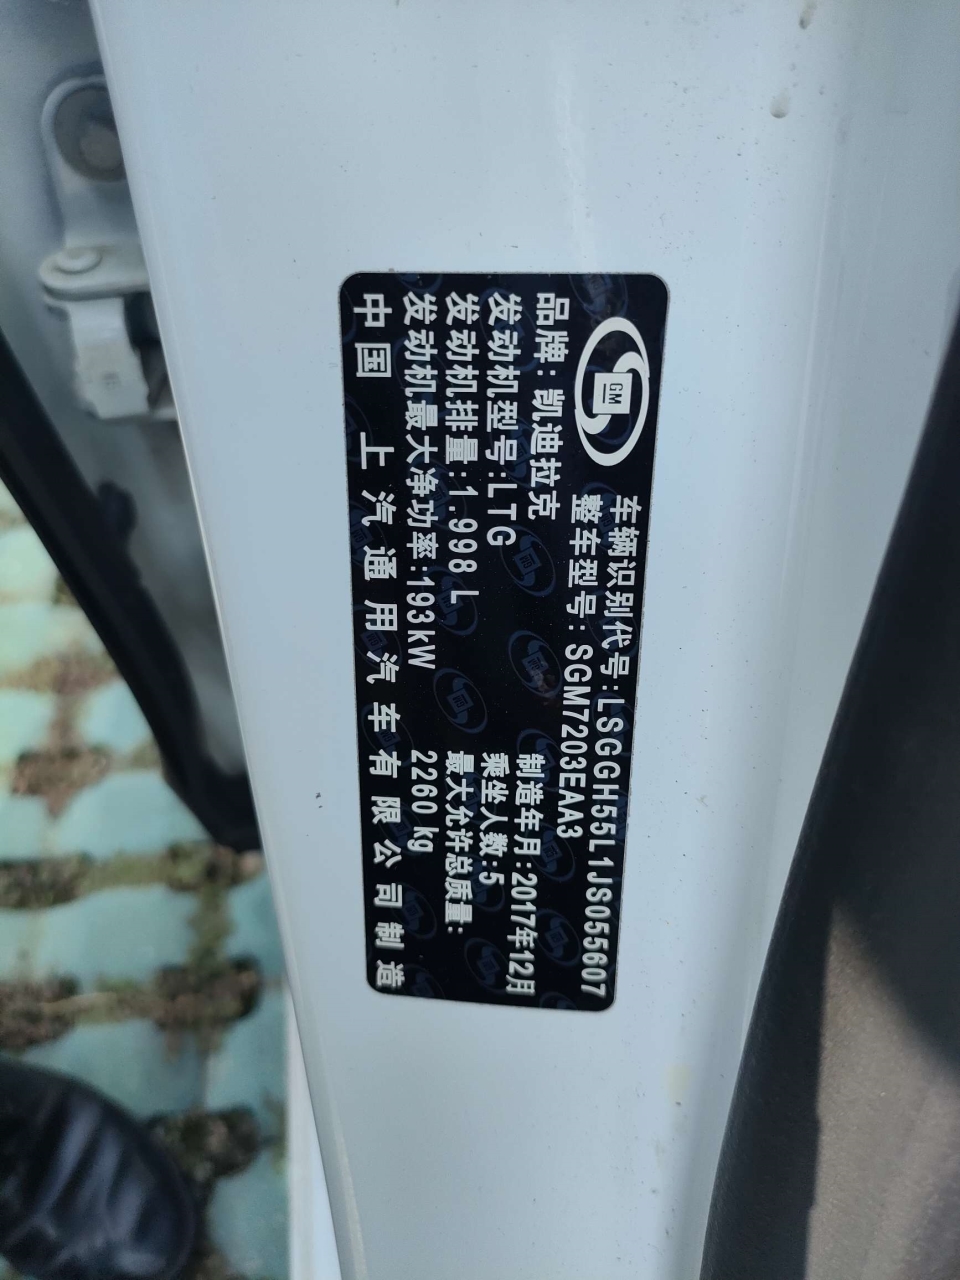 GM
车辆识别代号:LSGGH55L1JS055607
整车型号:SGM7203EAA3
品牌:凯迪拉克
制造年月:2017年12月
发动机型号:LTG
乘坐人数:5
发动机排量:1.998 L
最大允许总质量:
发动机最大净功率:193kW
2260 kg
中国 上汽通用汽车有限公司制造